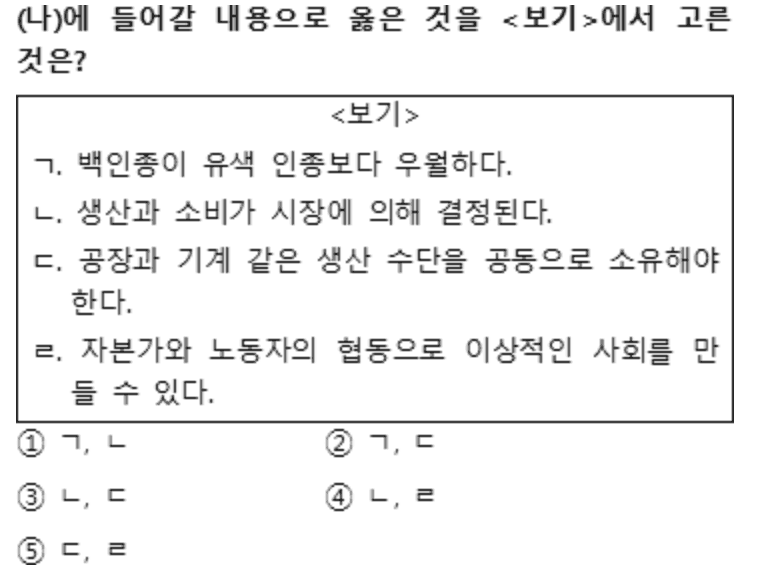 (나)에 들어갈 내용으로 옳은 것을 <보기>에서 고른
것은?
<보기>
ㄱ. 백인종이 유색 인종보다 우월하다.
ㄴ. 생산과 소비가 시장에 의해 결정된다.
ㄷ. 공장과 기계 같은 생산 수단을 공동으로 소유해야
한다.
ㄹ. 자본가와 노동자의 협동으로 이상적인 사회를 만
들 수 있다.
① ㄱ, ㄴ ② ㄱ, ㄷ
③ ㄴ, ㄷ ④ ㄴ, ㄹ
⑤ ㄷ, ㄹ